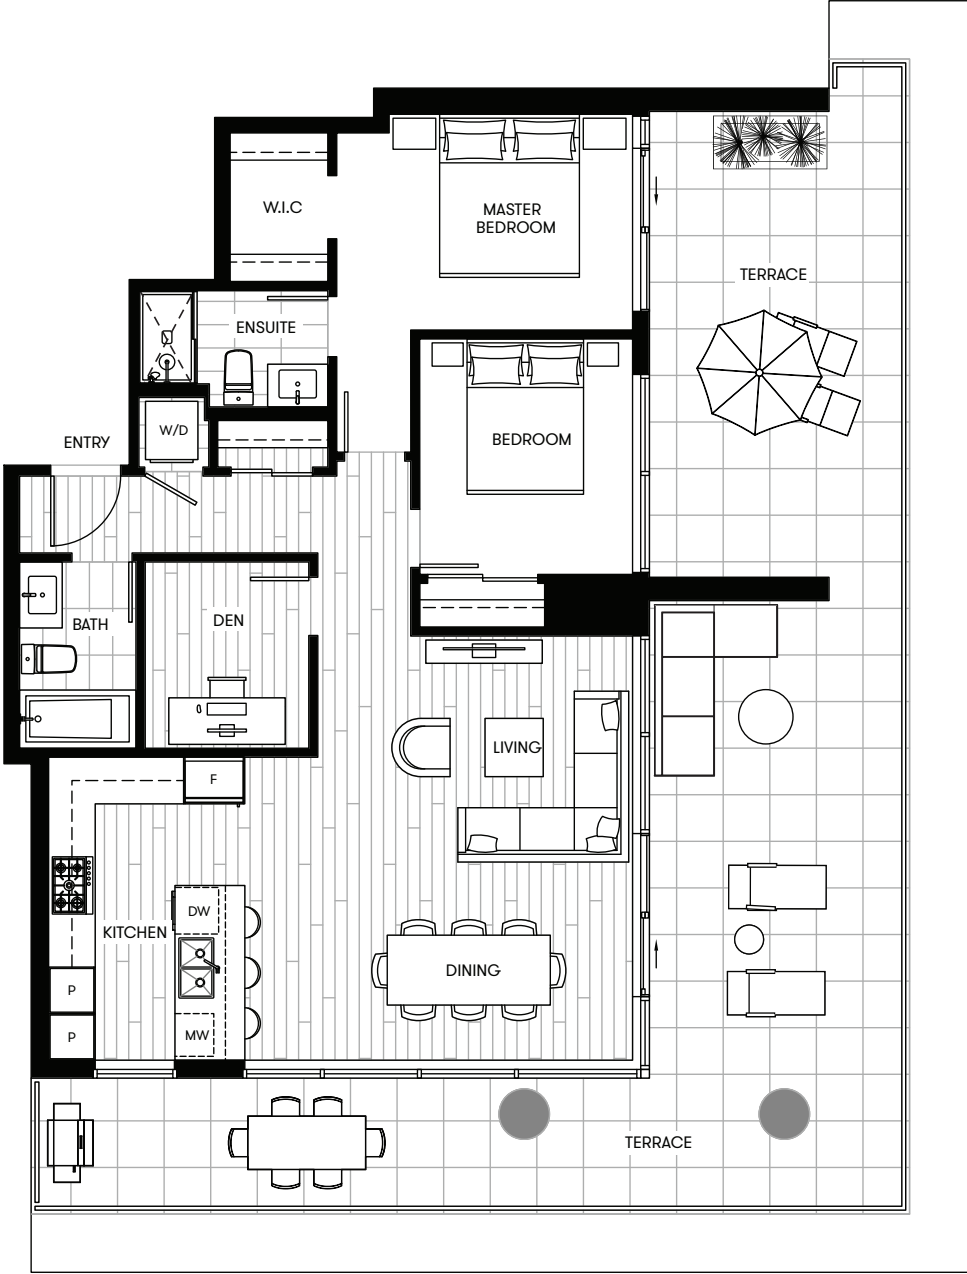 W.I.C
MASTER
BEDROOM
TERRACE
ENSUITE
W/D
ENTRY
BEDROOM
BATH
DEN
LIVING
F
DW
KITCHEN
DINING
P
P
MW
TERRACE